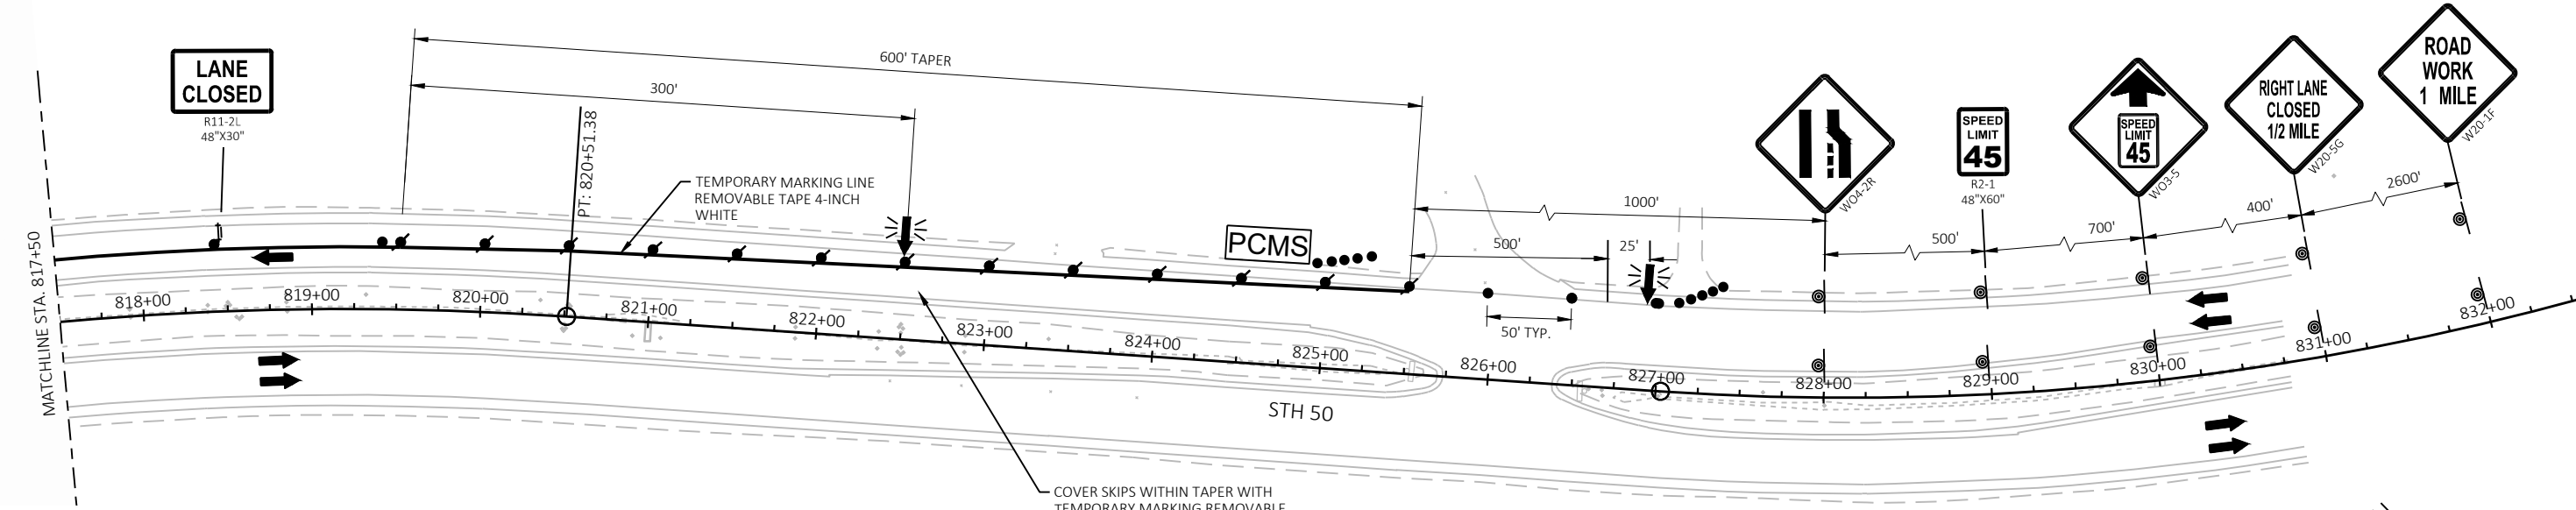 600' TAPER
300'
LANE
CLOSED
R11-2L
48"X30"
PT: 820+51.38
TEMPORARY MARKING LINE
REMOVABLE TAPE 4-INCH
WHITE
PCMS
1000'
500'
25'
50' TYP.
WO4-2R
SPEED
LIMIT
45
R2-1
48"X60"
500'
SPEED
LIMIT
45
WO3-5
700'
RIGHT LANE
CLOSED
1/2 MILE
W20-5G
400'
ROAD
WORK
1 MILE
W20-1F
2600'
MATCHLINE STA. 817+50
818+00
819+00
820+00
821+00
822+00
823+00
824+00
825+00
826+00
827+00
828+00
829+00
830+00
831+00
832+00
STH 50
COVER SKIPS WITHIN TAPER WITH
TEMPORARY MARKING REMOVABLE